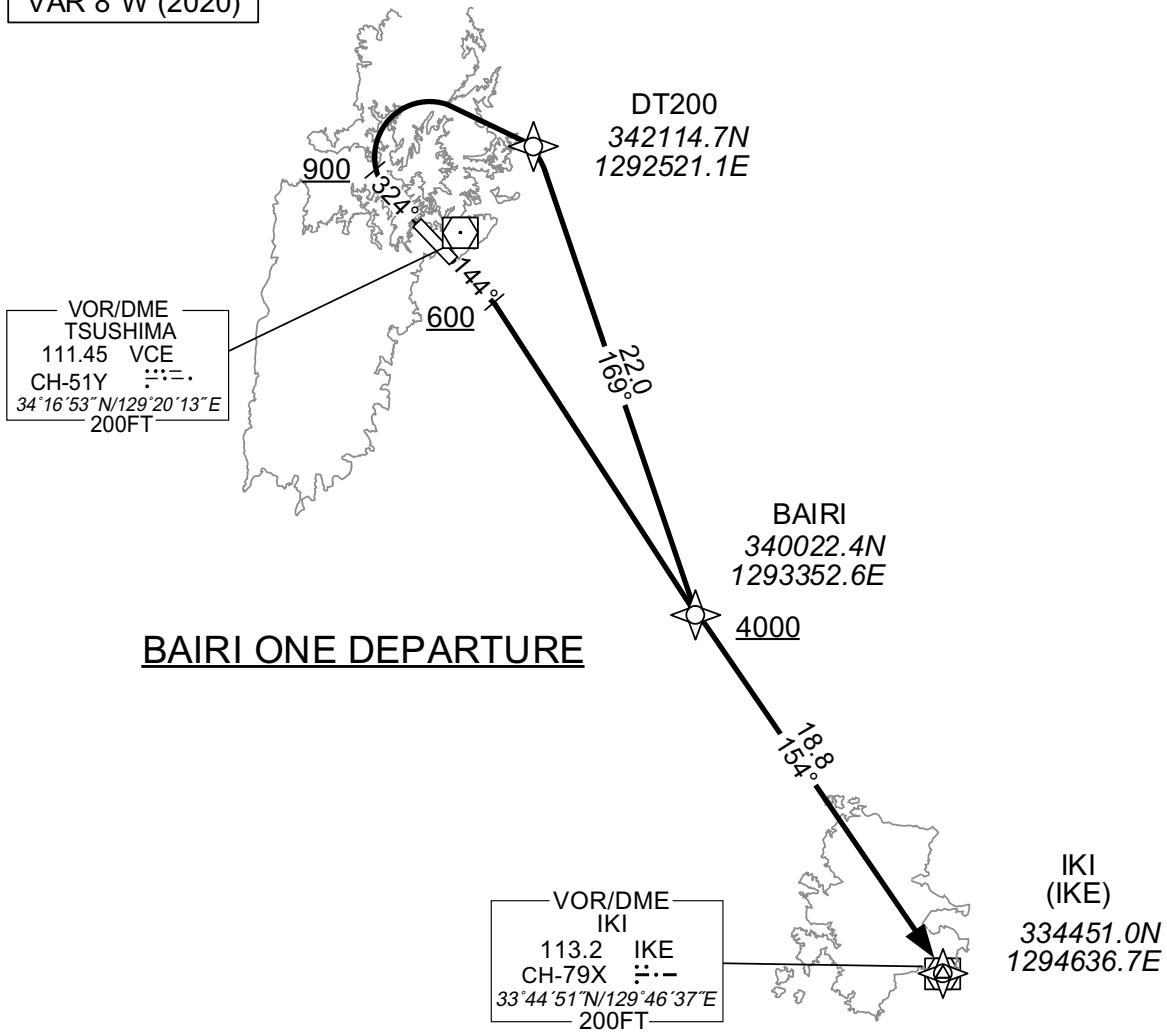 VAR 8°W (2020)
DT200
342114.7N
1292521.1E
900
324°
144°
600
VOR/DME
TSUSHIMA
111.45 VCE
CH-51Y
34°16´53˝N/129°20´13˝E
200FT
22.0
169°
BAIRI
340022.4N
1293352.6E
4000
BAIRI ONE DEPARTURE
18.8
154°
VOR/DME
IKI
113.2 IKE
CH-79X
33°44´51˝N/129°46´37˝E
200FT
IKI
(IKE)
334451.0N
1294636.7E